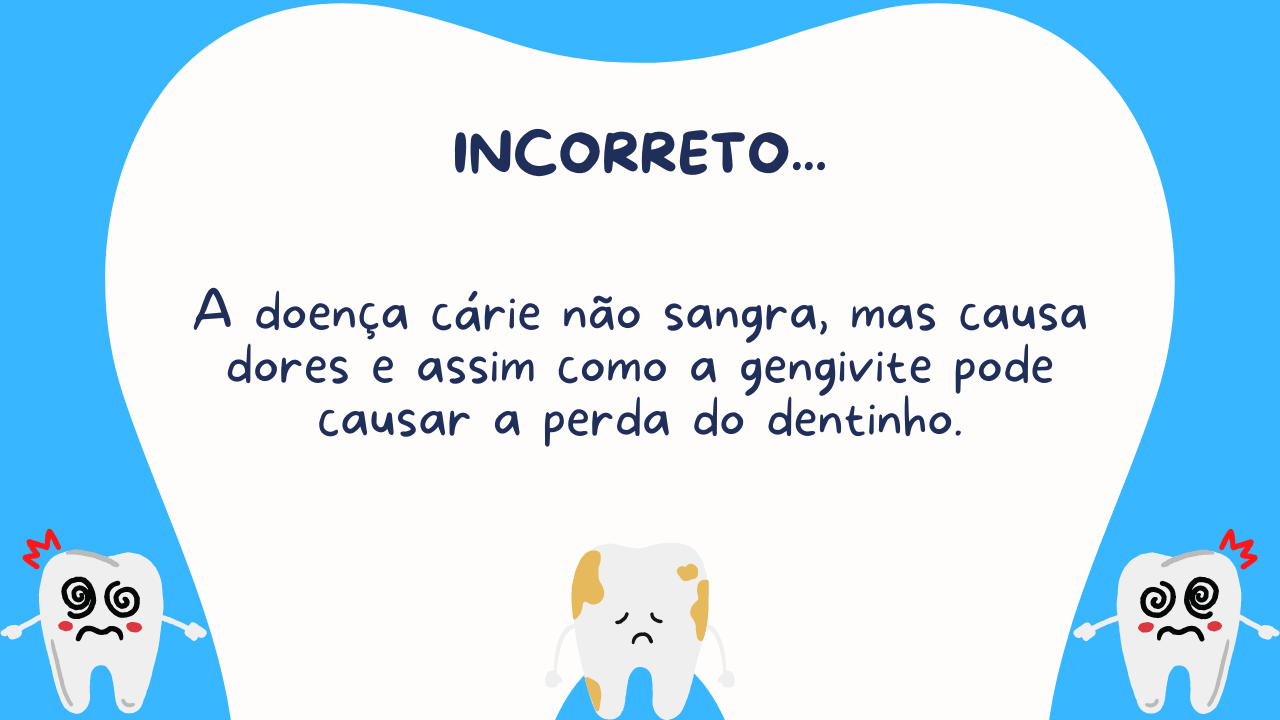 INCORRETO...
A doença cárie não sangra, mas causa
dores e assim como a gengivite pode
causar a perda do dentinho.